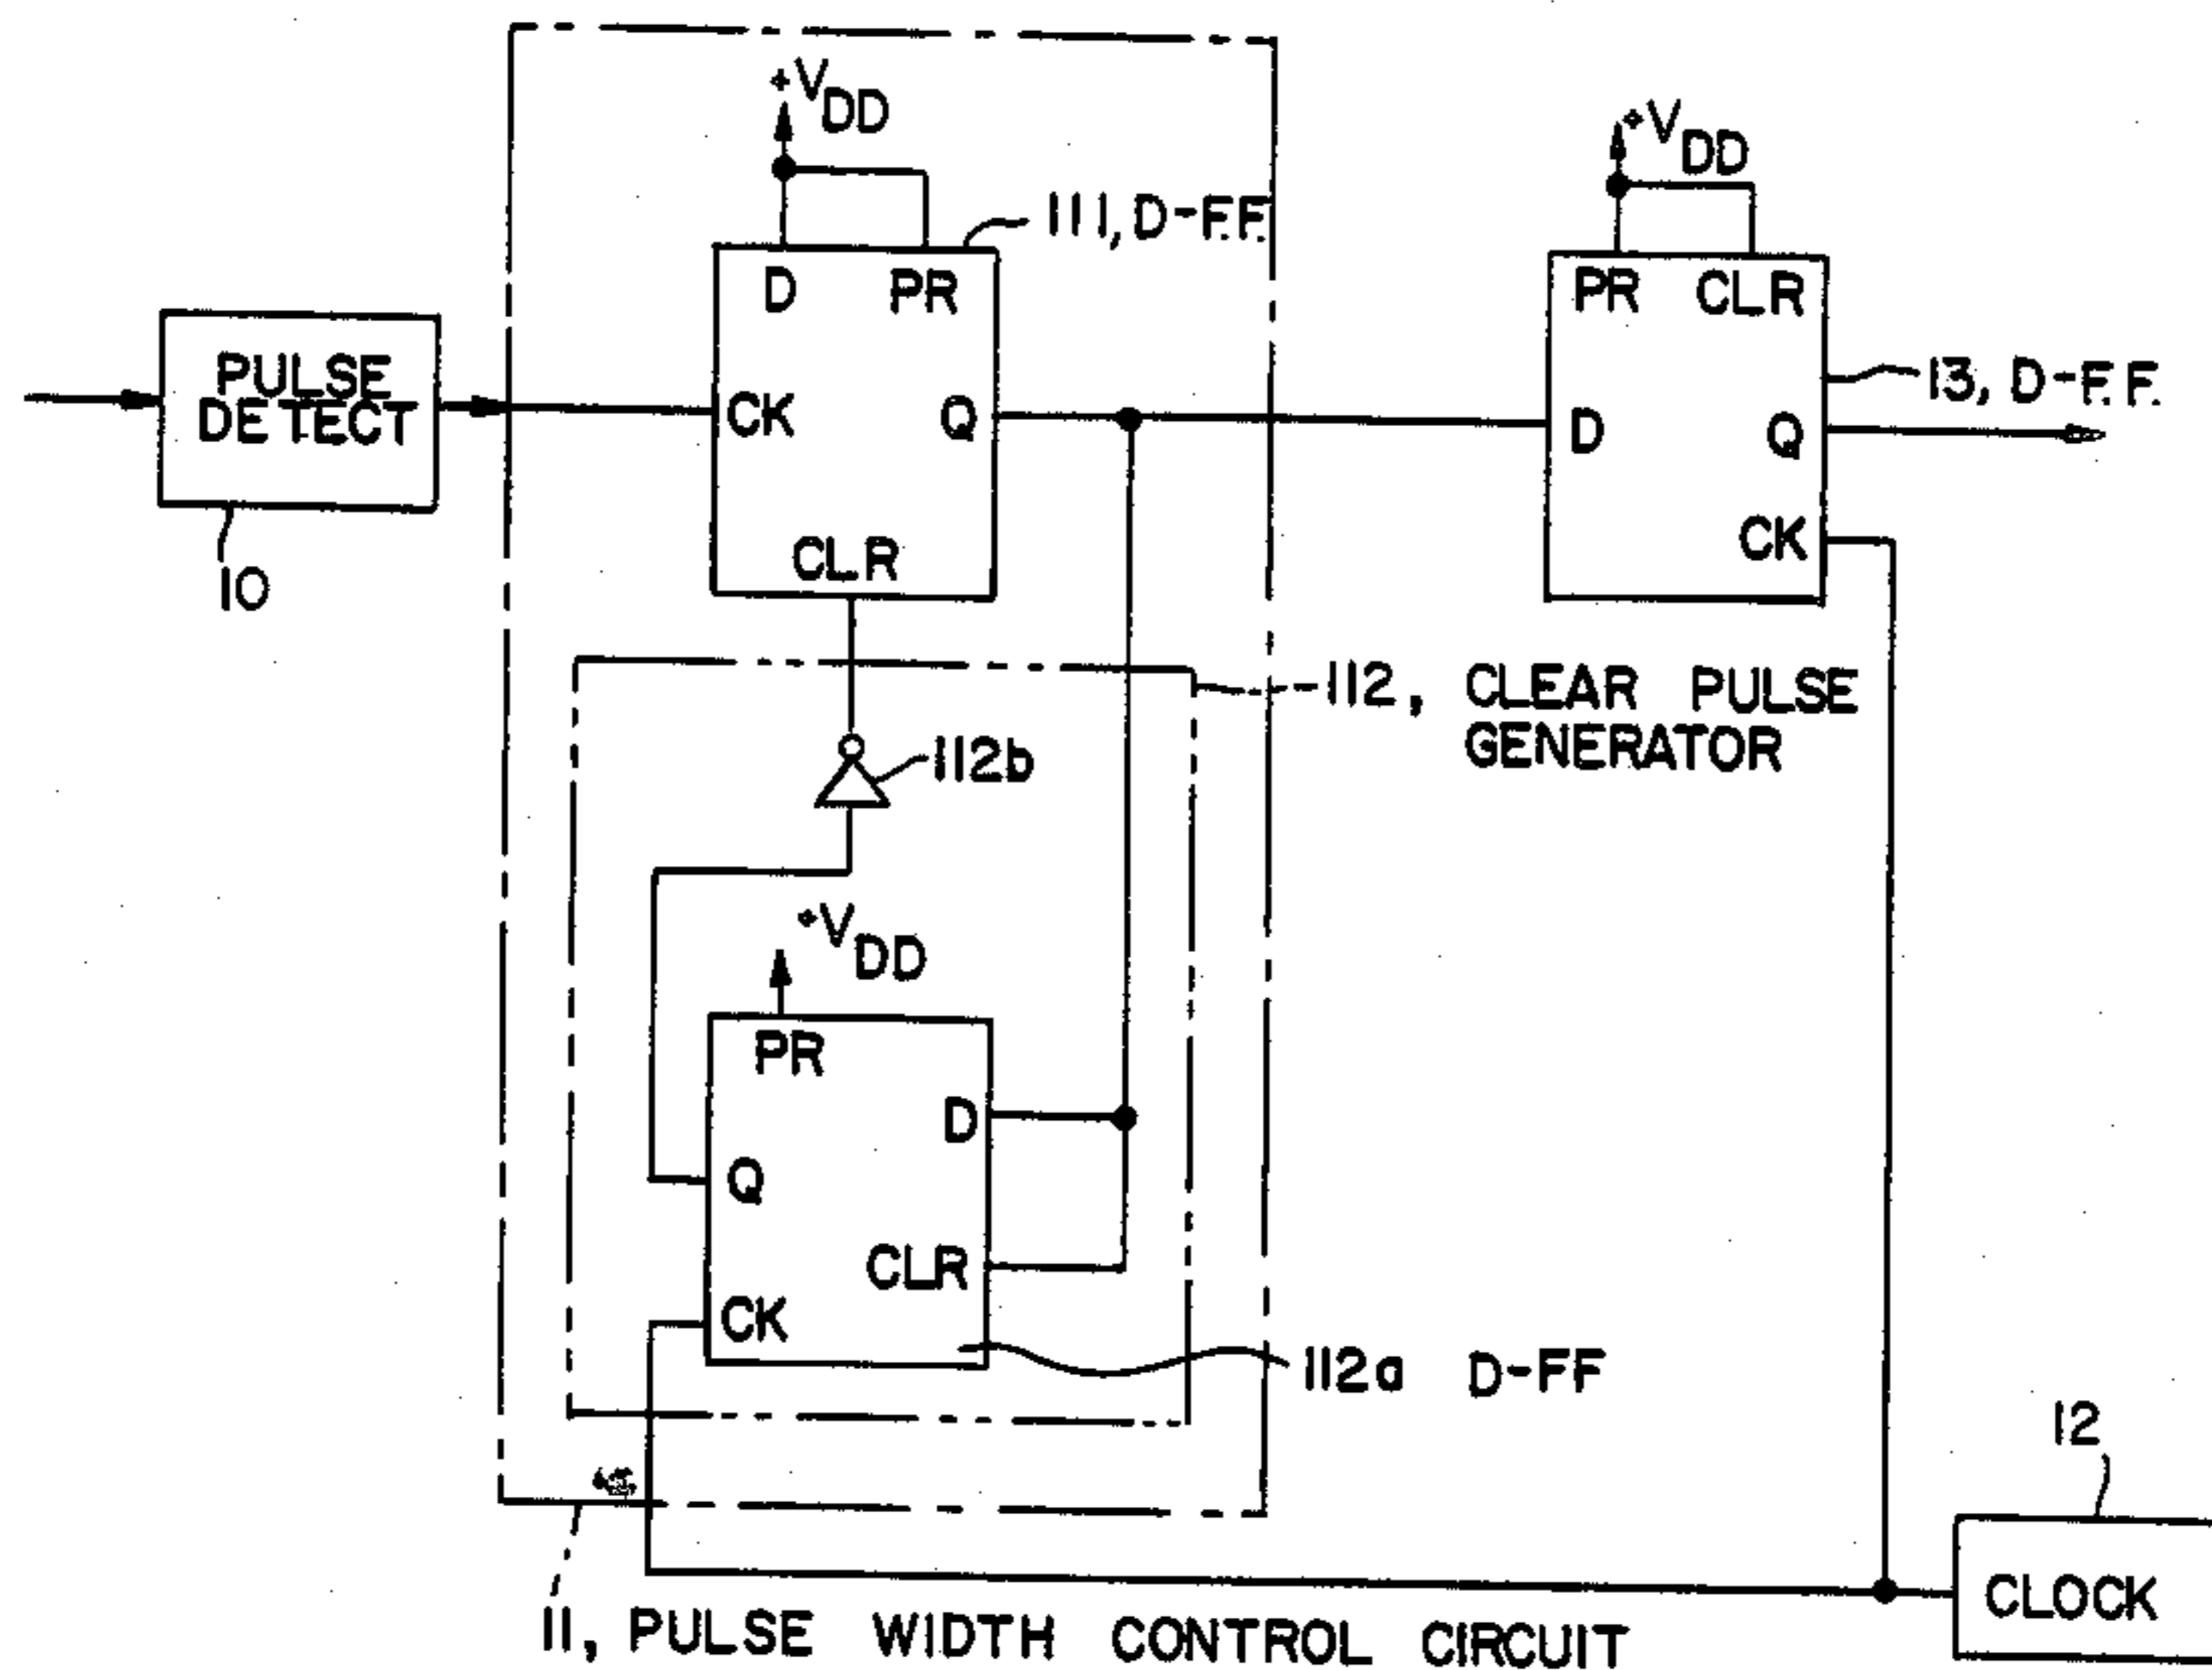 +VDD
+VDD
111, D-F.F.
D PR
PR CLR
PULSE
DETECT
CK Q
13, D-F.F.
D Q
CK
CLR
10
112, CLEAR PULSE
GENERATOR
112b
+VDD
PR
D
Q
CLR
CK
112a D-FF
12
CLOCK
11, PULSE WIDTH CONTROL CIRCUIT